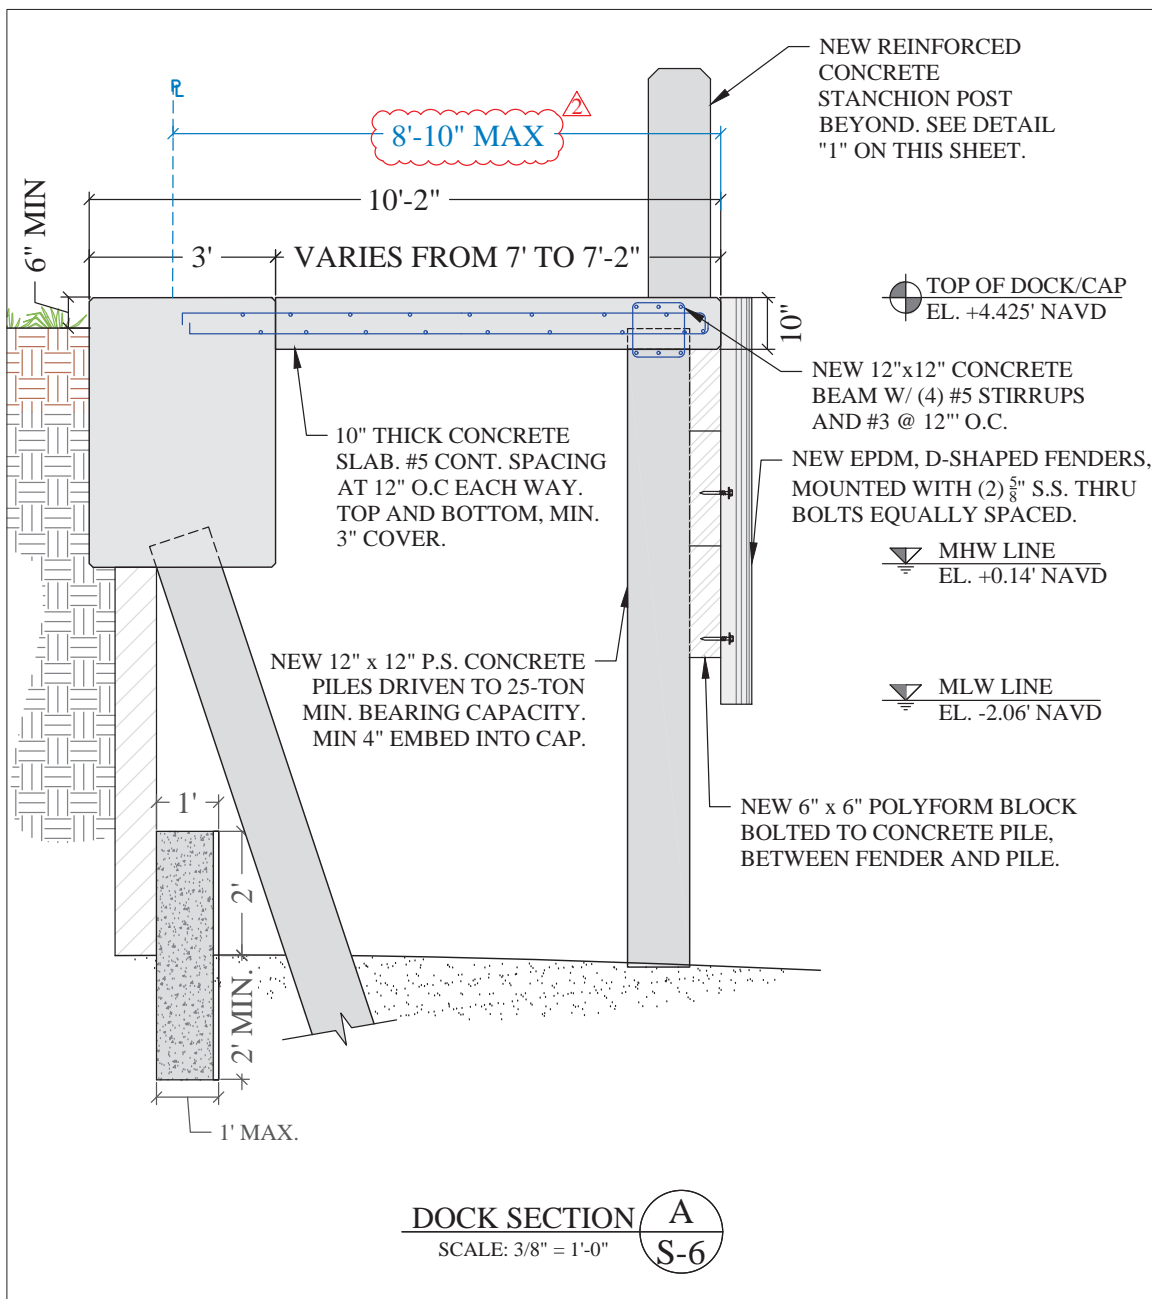 NEW REINFORCED
CONCRETE
STANCHION POST
BEYOND. SEE DETAIL
"1" ON THIS SHEET.
PL
2
8'-10" MAX
10'-2"
6" MIN
3'
VARIES FROM 7' TO 7'-2"
TOP OF DOCK/CAP
EL. +4.425' NAVD
10"
NEW 12"x12" CONCRETE
BEAM W/ (4) #5 STIRRUPS
AND #3 @ 12"' O.C.
10" THICK CONCRETE
SLAB. #5 CONT. SPACING
AT 12" O.C EACH WAY.
TOP AND BOTTOM, MIN.
3" COVER.
NEW EPDM, D-SHAPED FENDERS,
MOUNTED WITH (2) 5/8" S.S. THRU
BOLTS EQUALLY SPACED.
MHW LINE
EL. +0.14' NAVD
NEW 12" x 12" P.S. CONCRETE
PILES DRIVEN TO 25-TON
MIN. BEARING CAPACITY.
MIN 4" EMBED INTO CAP.
MLW LINE
EL. -2.06' NAVD
1'
NEW 6" x 6" POLYFORM BLOCK
BOLTED TO CONCRETE PILE,
BETWEEN FENDER AND PILE.
2'
2' MIN.
1' MAX.
DOCK SECTION
SCALE: 3/8" = 1'-0"
A
S-6